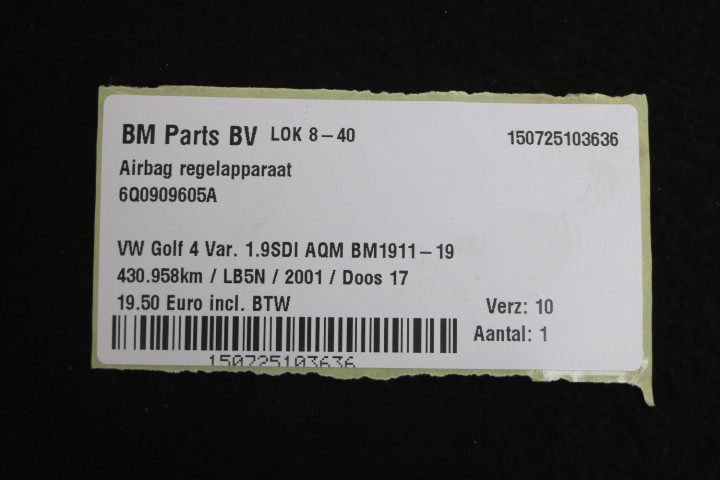 BM Parts BV LOK 8-40 150725103636
Airbag regelapparaat
6Q0909605A
VW Golf 4 Var. 1.9SDI AQM BM1911-19
430.958km / LB5N / 2001 / Doos 17
19.50 Euro incl. BTW Verz: 10
Aantal: 1
150725103636